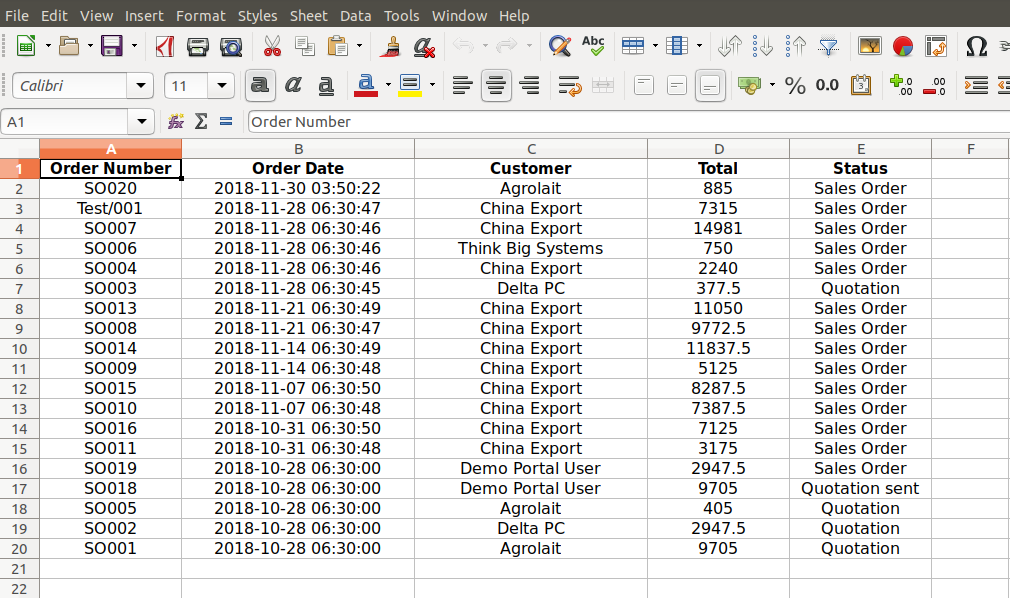 File Edit View Insert Format Styles Sheet Data Tools Window Help
Abc
Calibri 11 a a a a % 0.0 3 .00 .00
A1 fx Σ = Order Number
A B C D E F
1 Order Number Order Date Customer Total Status
2 SO020 2018-11-30 03:50:22 Agrolait 885 Sales Order
3 Test/001 2018-11-28 06:30:47 China Export 7315 Sales Order
4 SO007 2018-11-28 06:30:46 China Export 14981 Sales Order
5 SO006 2018-11-28 06:30:46 Think Big Systems 750 Sales Order
6 SO004 2018-11-28 06:30:46 China Export 2240 Sales Order
7 SO003 2018-11-28 06:30:45 Delta PC 377.5 Quotation
8 SO013 2018-11-21 06:30:49 China Export 11050 Sales Order
9 SO008 2018-11-21 06:30:47 China Export 9772.5 Sales Order
10 SO014 2018-11-14 06:30:49 China Export 11837.5 Sales Order
11 SO009 2018-11-14 06:30:48 China Export 5125 Sales Order
12 SO015 2018-11-07 06:30:50 China Export 8287.5 Sales Order
13 SO010 2018-11-07 06:30:48 China Export 7387.5 Sales Order
14 SO016 2018-10-31 06:30:50 China Export 7125 Sales Order
15 SO011 2018-10-31 06:30:48 China Export 3175 Sales Order
16 SO019 2018-10-28 06:30:00 Demo Portal User 2947.5 Sales Order
17 SO018 2018-10-28 06:30:00 Demo Portal User 9705 Quotation sent
18 SO005 2018-10-28 06:30:00 Agrolait 405 Quotation
19 SO002 2018-10-28 06:30:00 Delta PC 2947.5 Quotation
20 SO001 2018-10-28 06:30:00 Agrolait 9705 Quotation
21
22